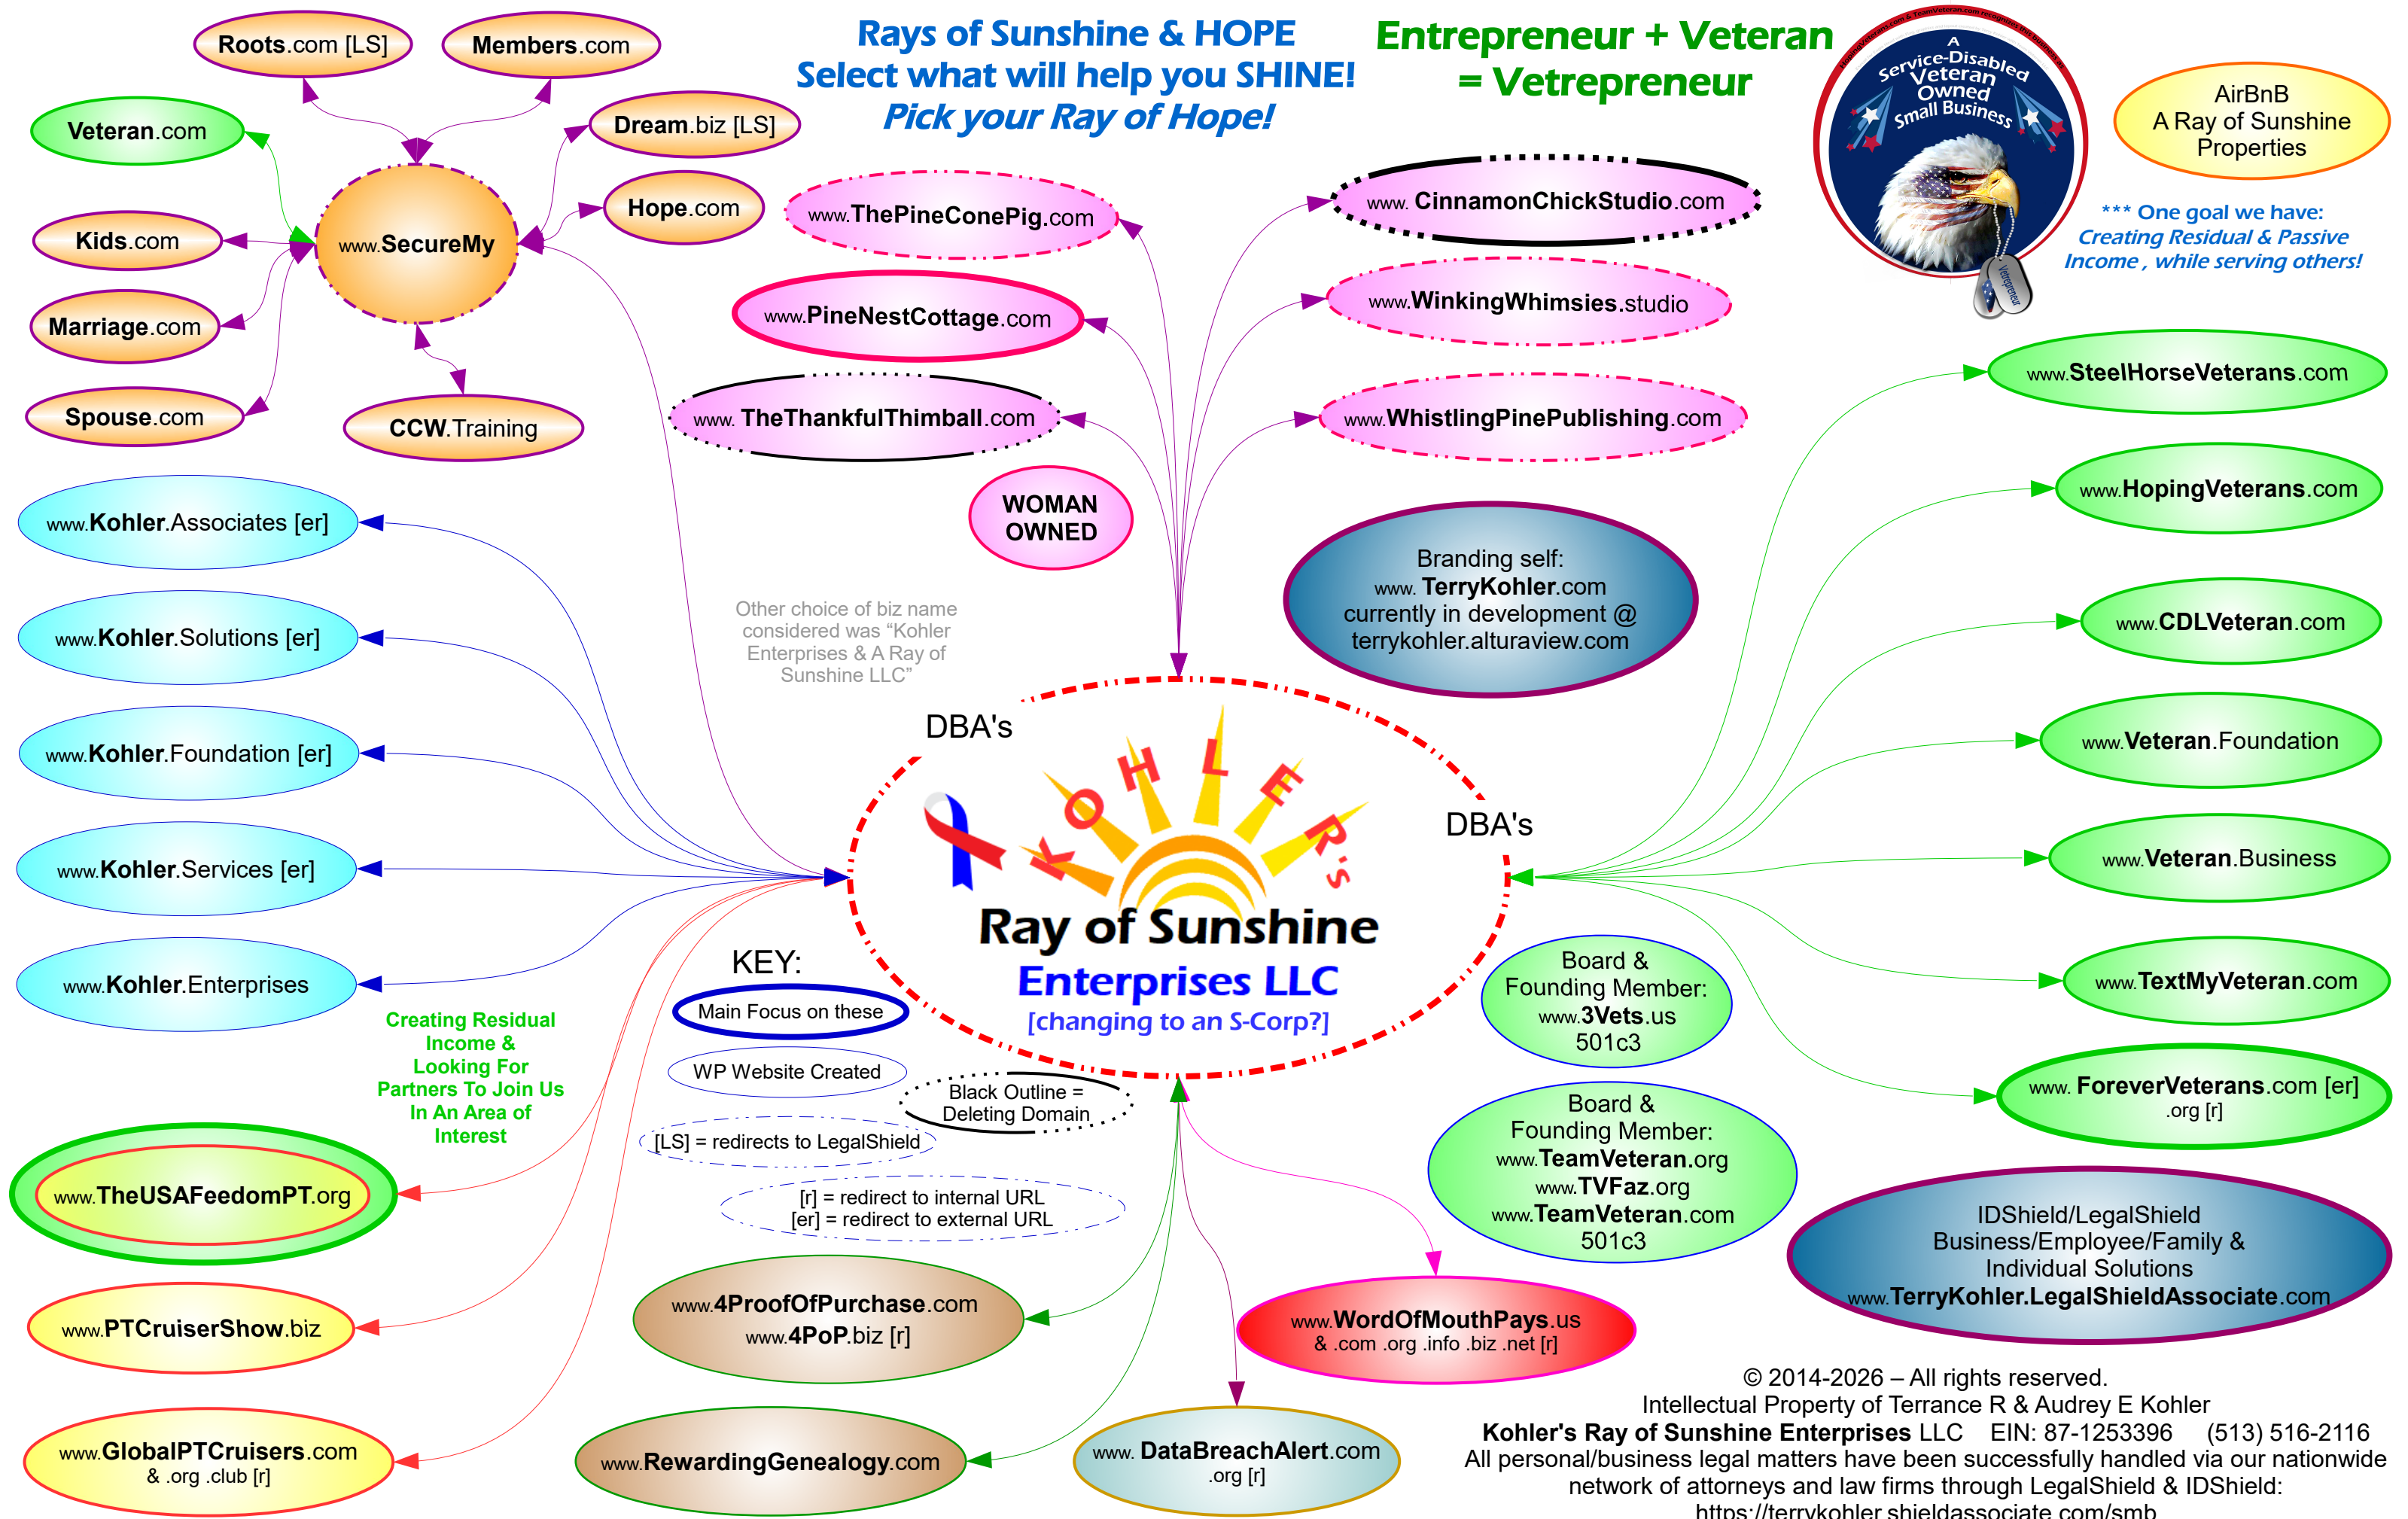 Roots.com [LS]
Members.com
Veteran.com
Dream.biz [LS]
Hope.com
Kids.com
www.SecureMy
Marriage.com
Spouse.com
CCW.Training
Rays of Sunshine & HOPE
Select what will help you SHINE!
Pick your Ray of Hope!
Entrepreneur + Veteran
= Vetrepreneur
A
Service-Disabled
Veteran
Owned
Small Business
Vetrepreneur
AirBnB
A Ray of Sunshine
Properties
*** One goal we have:
Creating Residual & Passive
Income , while serving others!
www.ThePineConePig.com
www. CinnamonChickStudio.com
www.PineNestCottage.com
www.WinkingWhimsies.studio
www. TheThankfulThimball.com
www.WhistlingPinePublishing.com
WOMAN
OWNED
Branding self:
www. TerryKohler.com
currently in development @
terrykohler.alturaview.com
Other choice of biz name
considered was “Kohler
Enterprises & A Ray of
Sunshine LLC”
www.Kohler.Associates [er]
www.Kohler.Solutions [er]
www.Kohler.Foundation [er]
www.Kohler.Services [er]
www.Kohler.Enterprises
www.SteelHorseVeterans.com
www.HopingVeterans.com
www.CDLVeteran.com
www.Veteran.Foundation
www.Veteran.Business
www.TextMyVeteran.com
www. ForeverVeterans.com [er]
.org [r]
DBA's
DBA's
KOHLER's
Ray of Sunshine
Enterprises LLC
[changing to an S-Corp?]
KEY:
Main Focus on these
WP Website Created
Black Outline =
Deleting Domain
[LS] = redirects to LegalShield
[r] = redirect to internal URL
[er] = redirect to external URL
Creating Residual
Income &
Looking For
Partners To Join Us
In An Area of
Interest
www.TheUSAFeedomPT.org
www.PTCruiserShow.biz
www.GlobalPTCruisers.com
& .org .club [r]
www.4ProofOfPurchase.com
www.4PoP.biz [r]
www.RewardingGenealogy.com
www. DataBreachAlert.com
.org [r]
www.WordOfMouthPays.us
& .com .org .info .biz .net [r]
Board &
Founding Member:
www.3Vets.us
501c3
Board &
Founding Member:
www.TeamVeteran.org
www.TVFaz.org
www.TeamVeteran.com
501c3
IDShield/LegalShield
Business/Employee/Family &
Individual Solutions
www.TerryKohler.LegalShieldAssociate.com
© 2014-2026 – All rights reserved.
Intellectual Property of Terrance R & Audrey E Kohler
Kohler's Ray of Sunshine Enterprises LLC EIN: 87-1253396 (513) 516-2116
All personal/business legal matters have been successfully handled via our nationwide
network of attorneys and law firms through LegalShield & IDShield:
https://terrykohler.shieldassociate.com/smb